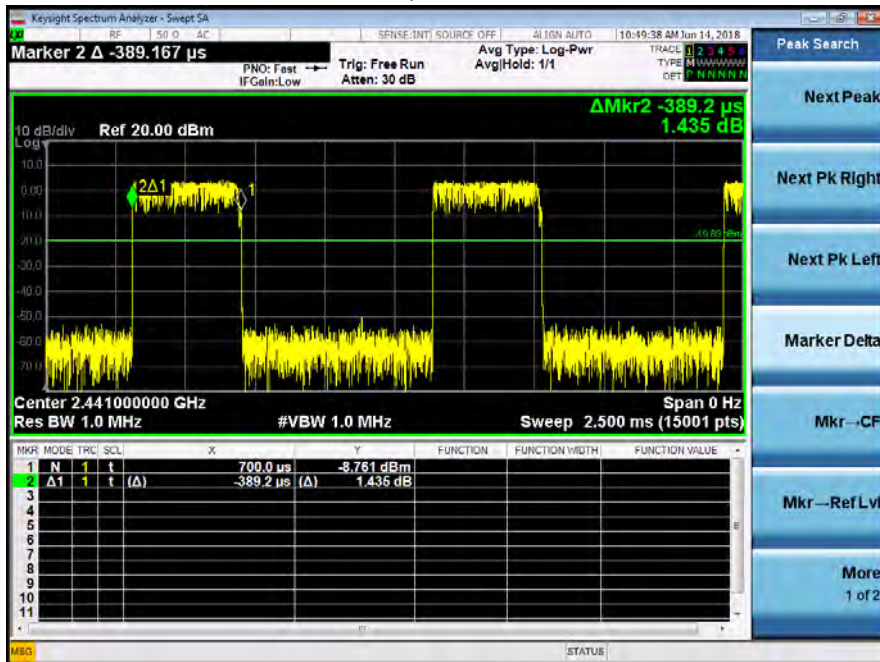 Keysight Spectrum Analyzer - Swept SA
LXI RF 50 Ω AC SENSE:INT SOURCE OFF ALIGN AUTO 10:49:38 AM Jun 14, 2018
Marker 2 Δ -389.167 µs
PNO: Fast
IFGain:Low
Trig: Free Run
Atten: 30 dB
Avg Type: Log-Pwr
Avg|Hold: 1/1
TRACE 1 2 3 4 5 6
TYPE MWWWWW
DET P N N N N N
ΔMkr2 -389.2 µs
1.435 dB
10 dB/div Ref 20.00 dBm
Log
10.0
0.00
-10.0
-20.0
-30.0
-40.0
-50.0
-60.0
-70.0
2Δ1
1
Center 2.441000000 GHz Span 0 Hz
Res BW 1.0 MHz #VBW 1.0 MHz Sweep 2.500 ms (15001 pts)
MKR MODE TRC SCL X Y FUNCTION FUNCTION WIDTH FUNCTION VALUE
1 N 1 t 700.0 us -8.761 dBm
2 Δ1 1 t (Δ) -389.2 µs (Δ) 1.435 dB
3
4
5
6
7
8
9
10
11
MSG STATUS
Peak Search
Next Peak
Next Pk Right
Next Pk Left
Marker Delta
Mkr→CF
Mkr→Ref Lvl
More
1 of 2